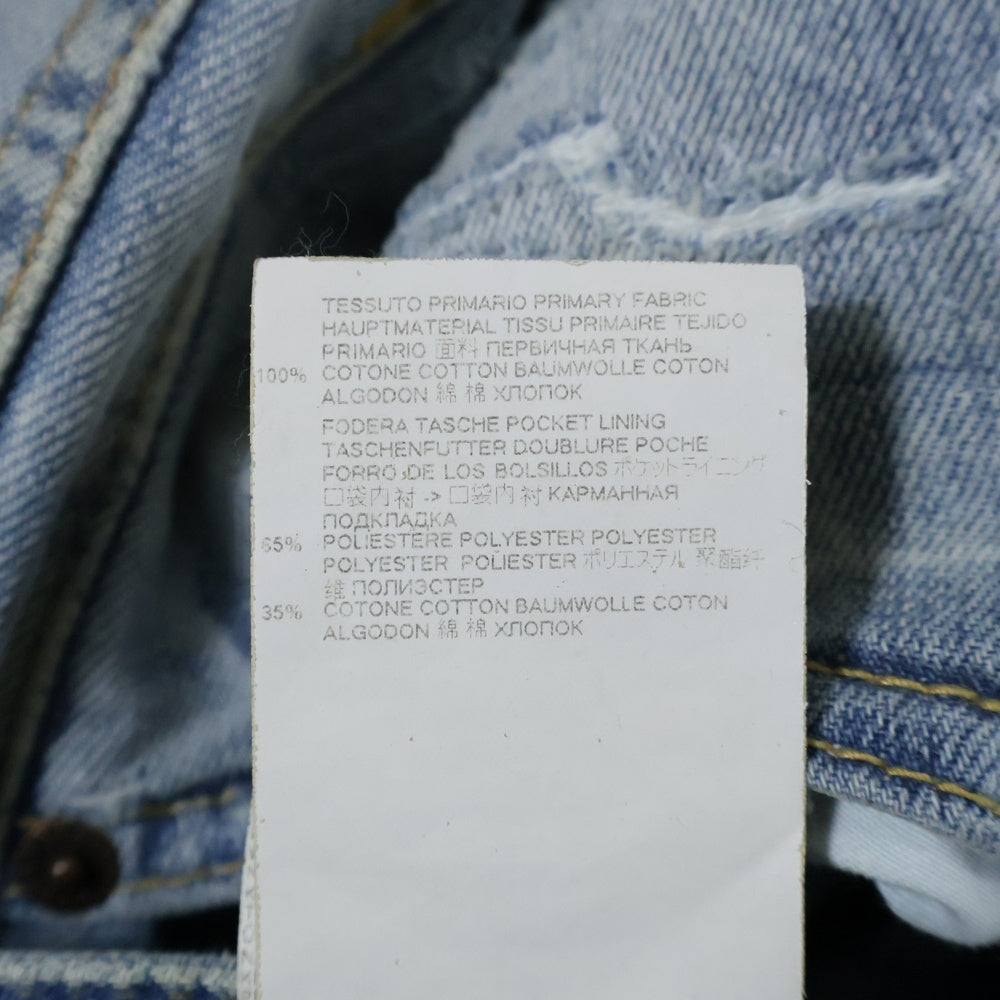 TESSUTO PRIMARIO PRIMARY FABRIC
HAUPTMATERIAL TISSU PRIMAIRE TEJIDO
PRIMARIO 面料 ПЕРВИЧНАЯ ТКАНЬ
100% COTONE COTTON BAUMWOLLE COTON
ALGODON 綿 棉 ХЛОПОК
FODERA TASCHE POCKET LINING
TASCHENFUTTER DOUBLURE POCHE
FORRO DE LOS BOLSILLOS ポケットライニング
口袋内衬 -> 口袋内衬 КАРМАННАЯ
ПОДКЛАДКА
65% POLIESTERE POLYESTER POLYESTER
POLYESTER POLIESTER ポリエステル 聚酯纤
维 ПОЛИЭСТЕР
35% COTONE COTTON BAUMWOLLE COTON
ALGODON 綿 棉 ХЛОПОК